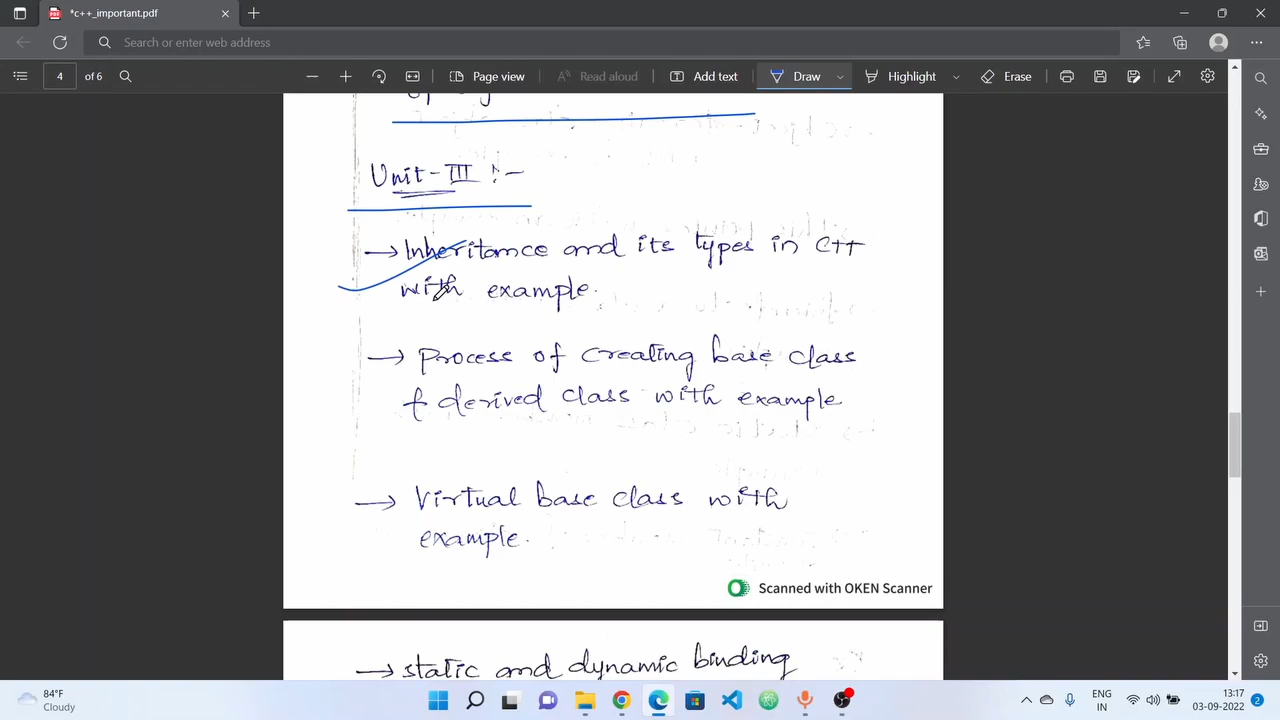 *c++_important.pdf
Search or enter web address
4 of 6
Page view
Read aloud
Add text
Draw
Highlight
Erase
Unit-III :-
→ Inheritance and its types in C++
with example.
→ Process of creating base class
& derived class with example
→ Virtual base class with
example.
Scanned with OKEN Scanner
→ static and dynamic binding
84°F
Cloudy
ENG
IN
13:17
03-09-2022
2